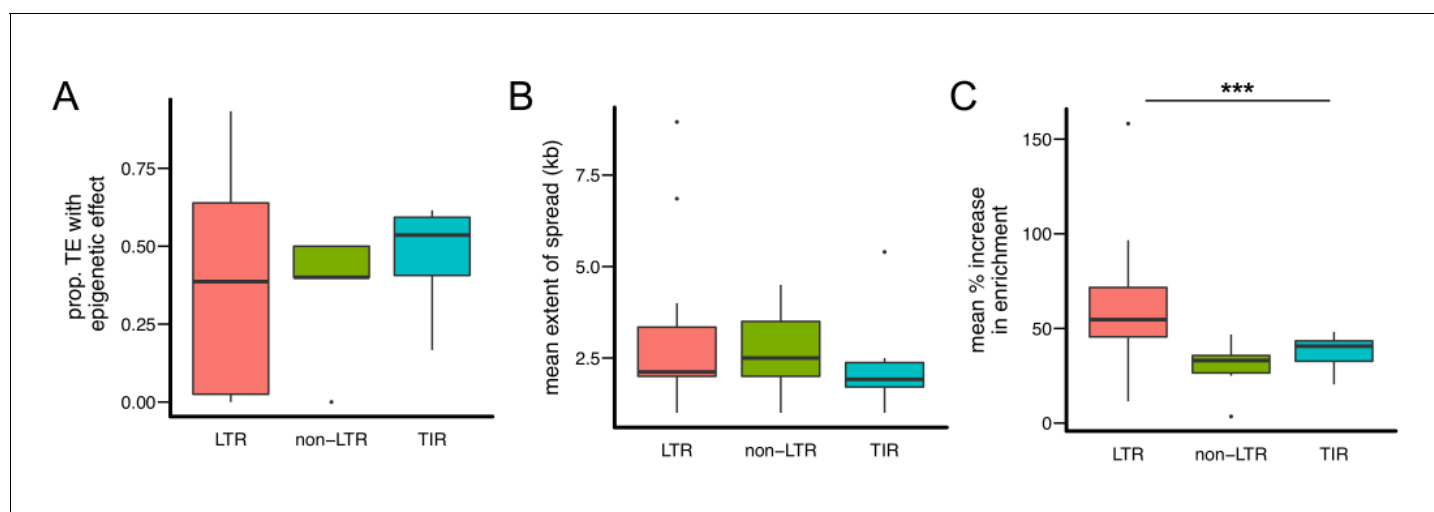 A
prop. TE with
epigenetic effect
0.75
0.50
0.25
0.00
LTR
non−LTR
TIR
B
mean extent of spread (kb)
7.5
5.0
2.5
LTR
non−LTR
TIR
C
***
mean % increase
in enrichment
150
100
50
0
LTR
non−LTR
TIR